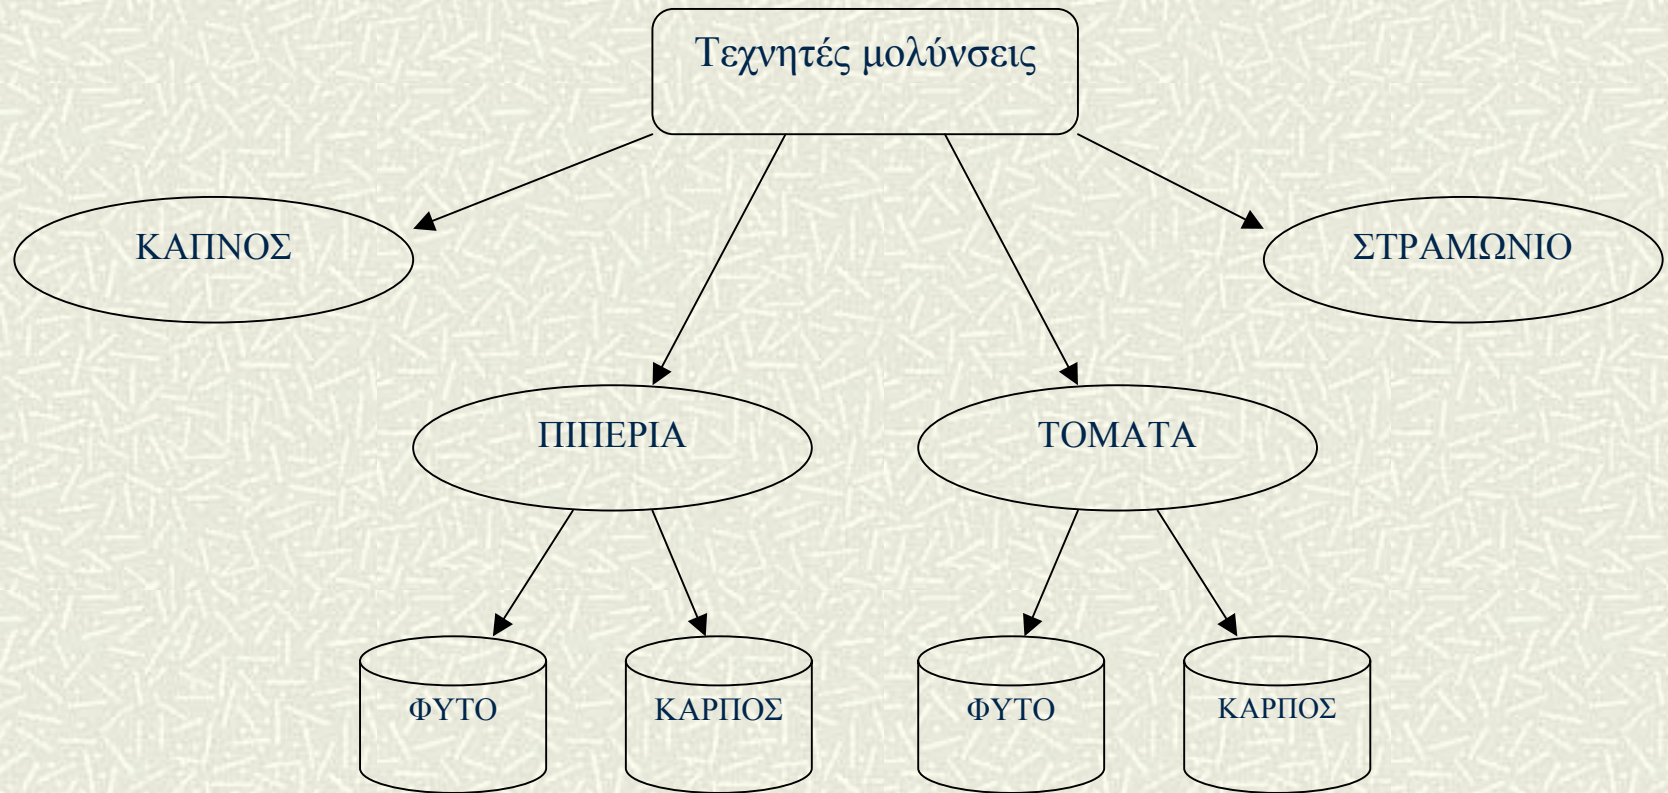 Τεχνητές μολύνσεις
ΚΑΠΝΟΣ
ΣΤΡΑΜΩΝΙΟ
ΠΙΠΕΡΙΑ
ΤΟΜΑΤΑ
ΦΥΤΟ
ΚΑΡΠΟΣ
ΦΥΤΟ
ΚΑΡΠΟΣ